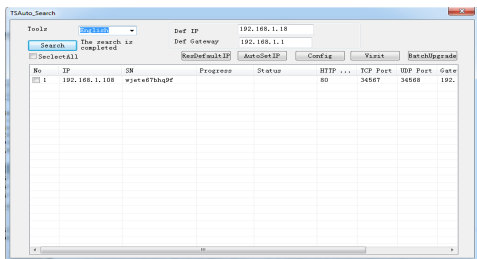 TSAuto_Search
Tools English Def IP 192.168.1.18
Search The search is completed Def Gateway 192.168.1.1
SeclectAll ResDefaultIP AutoSetIP Config Visit BatchUpgrade
No IP SN Progress Status HTTP ... TCP Port UDP Port Gate
1 192.168.1.108 wjete67bhq9f 80 34567 34568 192.